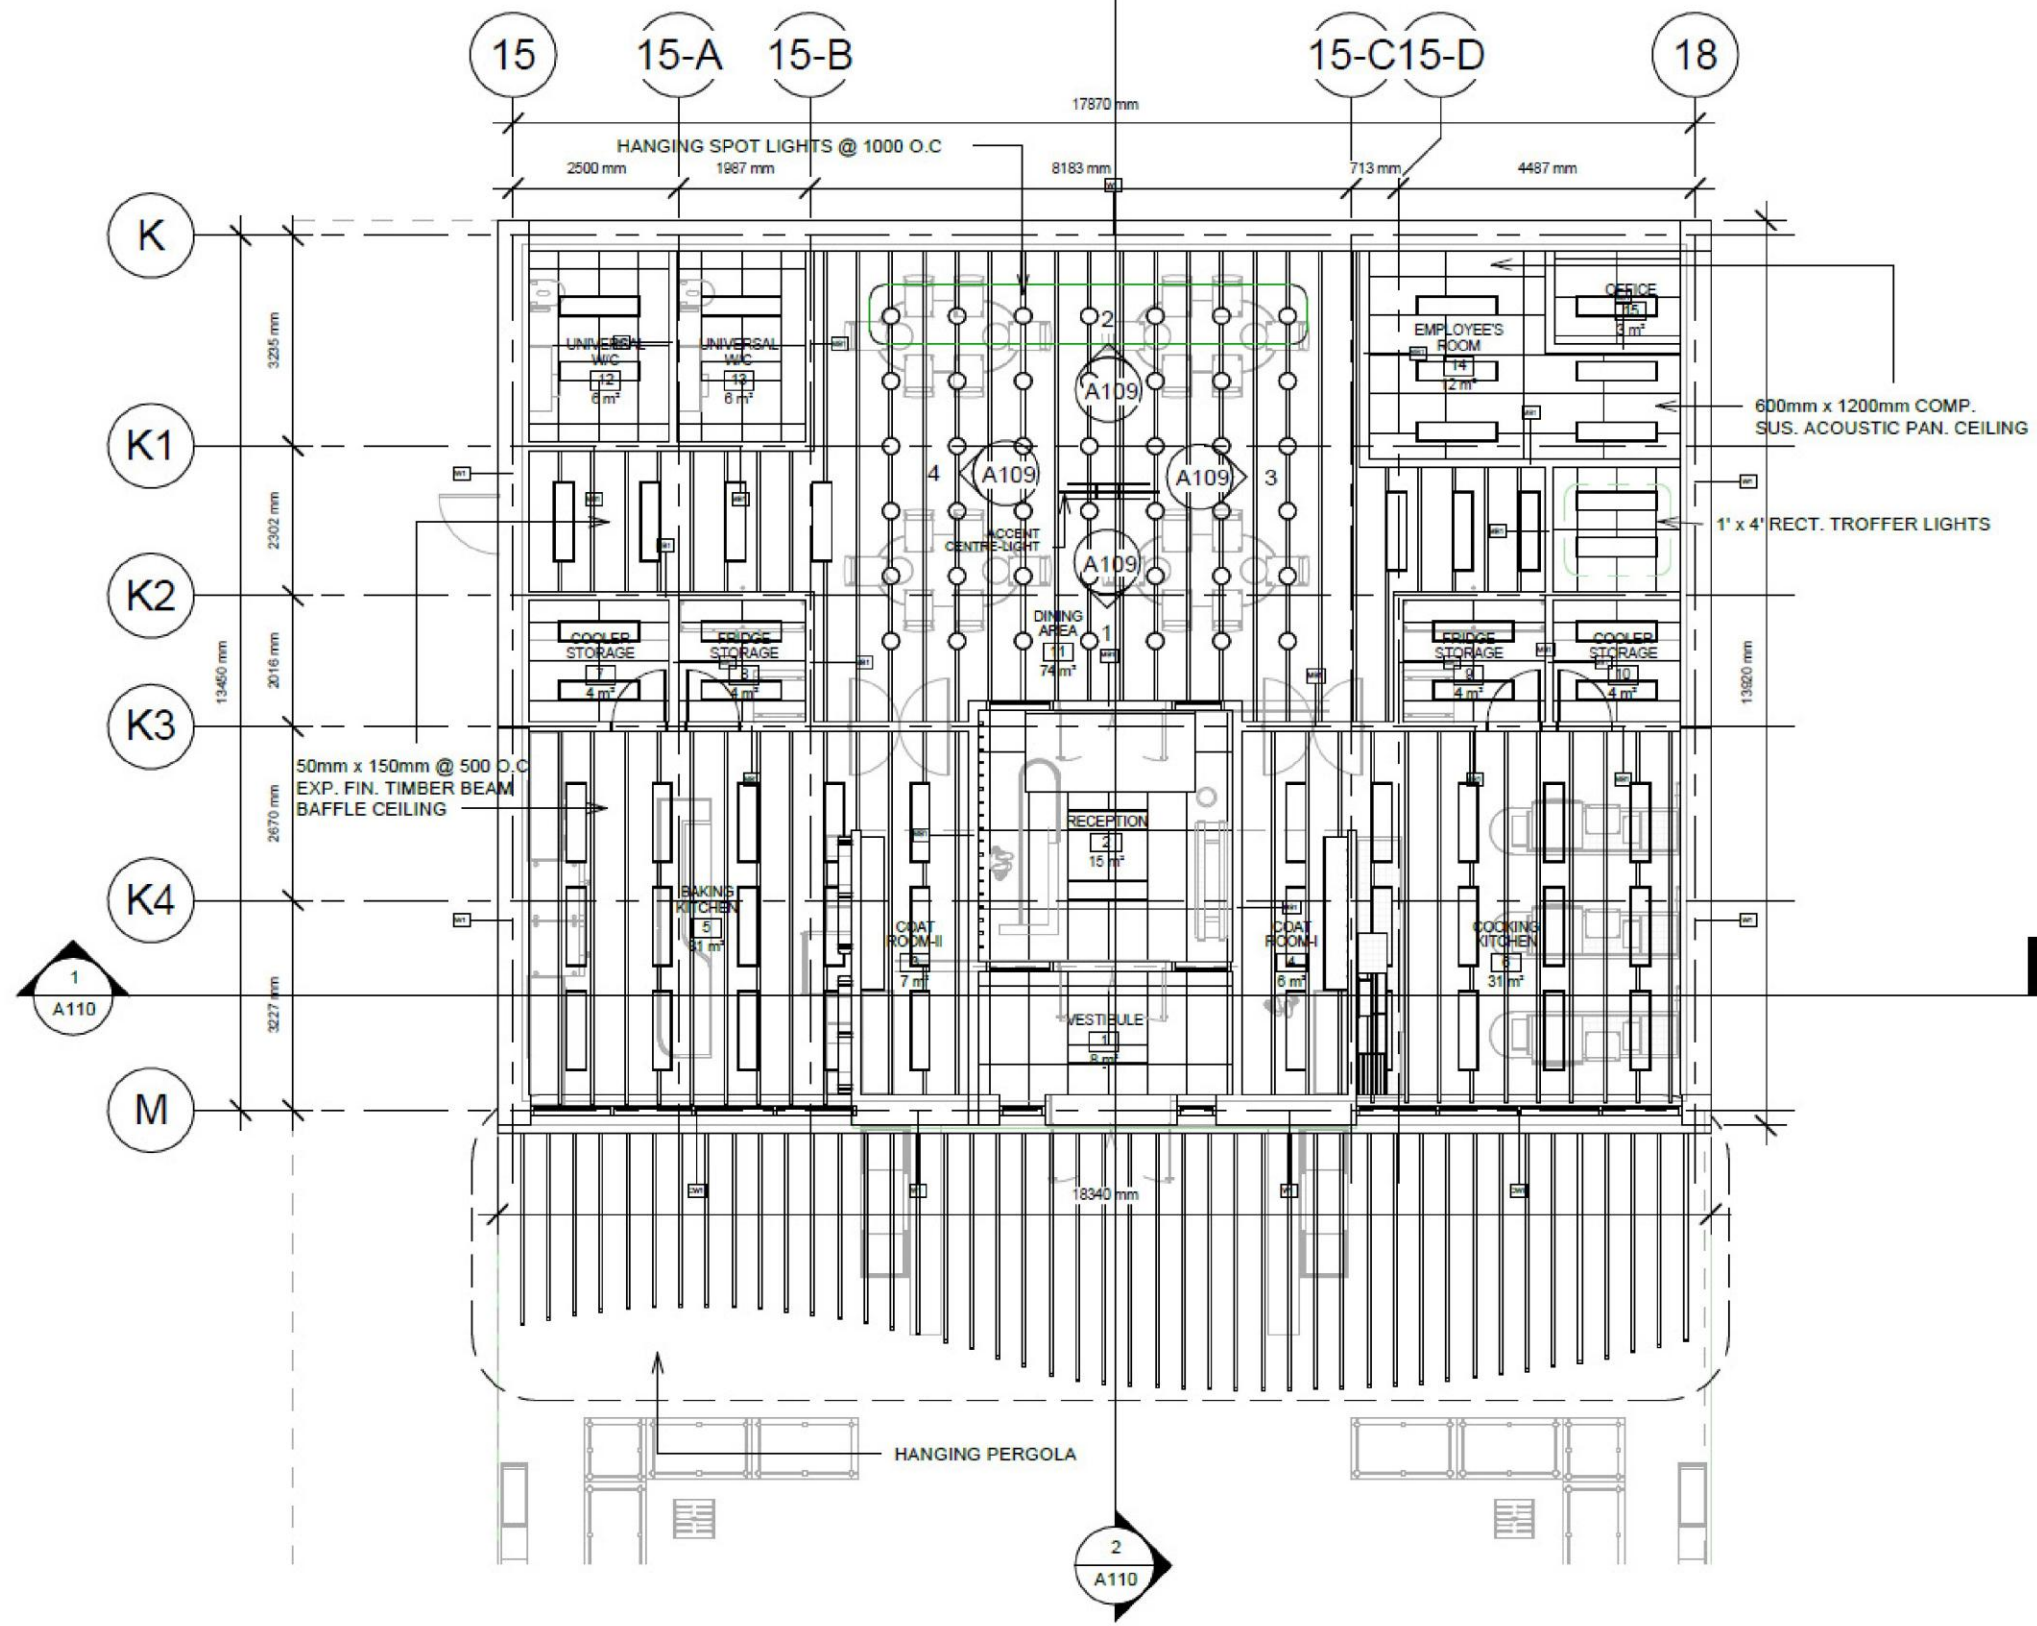 15
15-A
15-B
15-C
15-D
18
17870 mm
HANGING SPOT LIGHTS @ 1000 O.C
2500 mm
1987 mm
8183 mm
713 mm
4487 mm
K
K1
K2
K3
K4
M
3235 mm
2302 mm
2016 mm
2670 mm
3227 mm
13450 mm
13920 mm
UNIVERSAL
W/C
12
6 m²
UNIVERSAL
W/C
13
6 m²
2
A109
4
A109
A109
3
A109
1
ACCENT
CENTRE-LIGHT
DINING
AREA
11
74 m²
OFFICE
15
3 m²
EMPLOYEE'S
ROOM
14
12 m²
600mm x 1200mm COMP.
SUS. ACOUSTIC PAN. CEILING
1' x 4' RECT. TROFFER LIGHTS
COOLER
STORAGE
7
4 m²
FRIDGE
STORAGE
8
4 m²
FRIDGE
STORAGE
9
4 m²
COOLER
STORAGE
10
4 m²
50mm x 150mm @ 500 O.C
EXP. FIN. TIMBER BEAM
BAFFLE CEILING
RECEPTION
2
15 m²
BAKING
KITCHEN
5
31 m²
COAT
ROOM-II
3
7 m²
COAT
ROOM-I
4
6 m²
COOKING
KITCHEN
6
31 m²
VESTIBULE
1
8 m²
1
A110
18340 mm
HANGING PERGOLA
2
A110